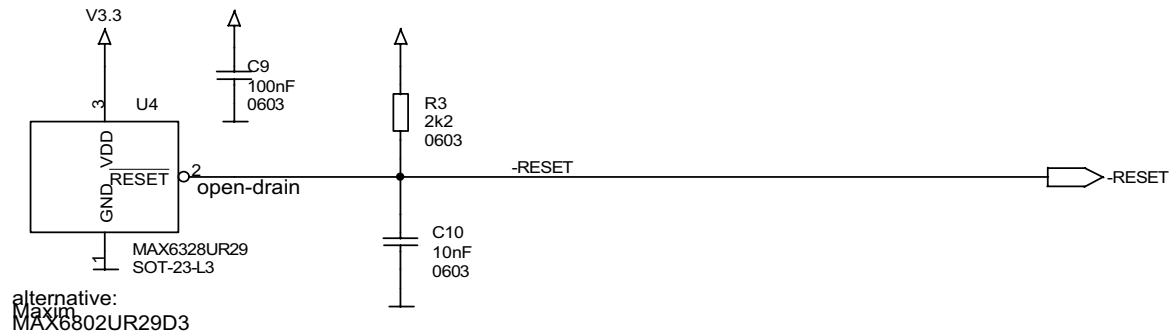 V3.3
C9
100nF
0603
3
U4
VDD
GND
RESET
2
open-drain
1
MAX6328UR29
SOT-23-L3
R3
2k2
0603
-RESET
-RESET
C10
10nF
0603
alternative:
Maxim
MAX6802UR29D3